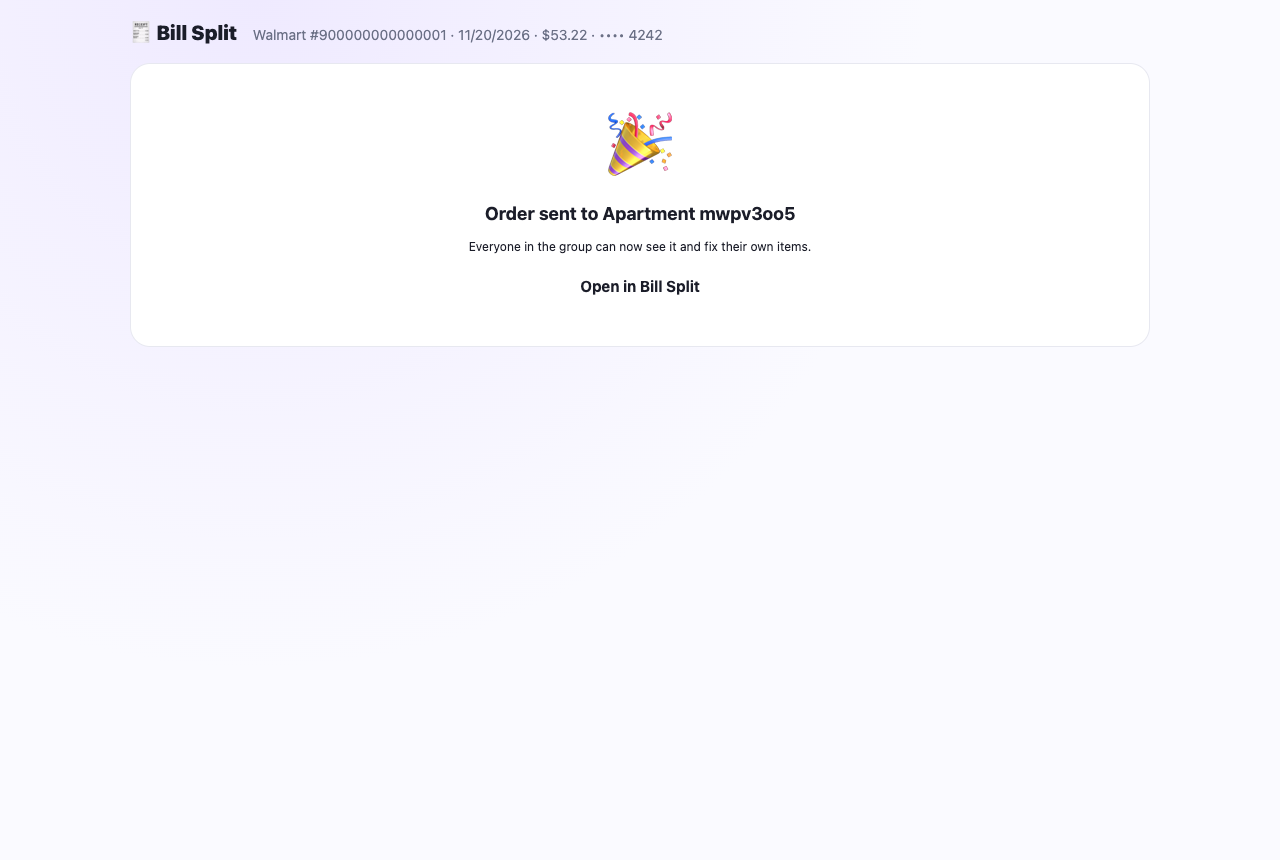 Bill Split Walmart #900000000000001 · 11/20/2026 · $53.22 · •••• 4242
Order sent to Apartment mwpv3oo5
Everyone in the group can now see it and fix their own items.
Open in Bill Split